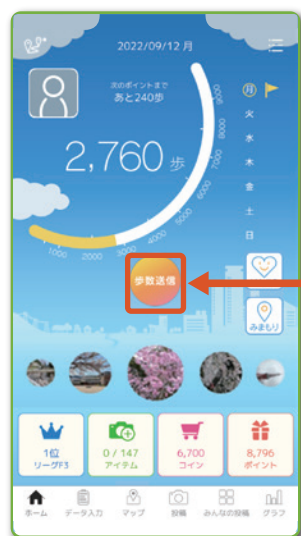 2022/09/12 月
次のポイントまで
あと240歩
2,760 歩
1000
2000
3000
4000
5000
6000
7000
8000
9000
月
火
水
木
金
土
日
歩数送信
みまもり
1位
リーグF3
0 / 147
アイテム
6,700
コイン
8,796
ポイント
ホーム
データ入力
マップ
投稿
みんなの投稿
グラフ